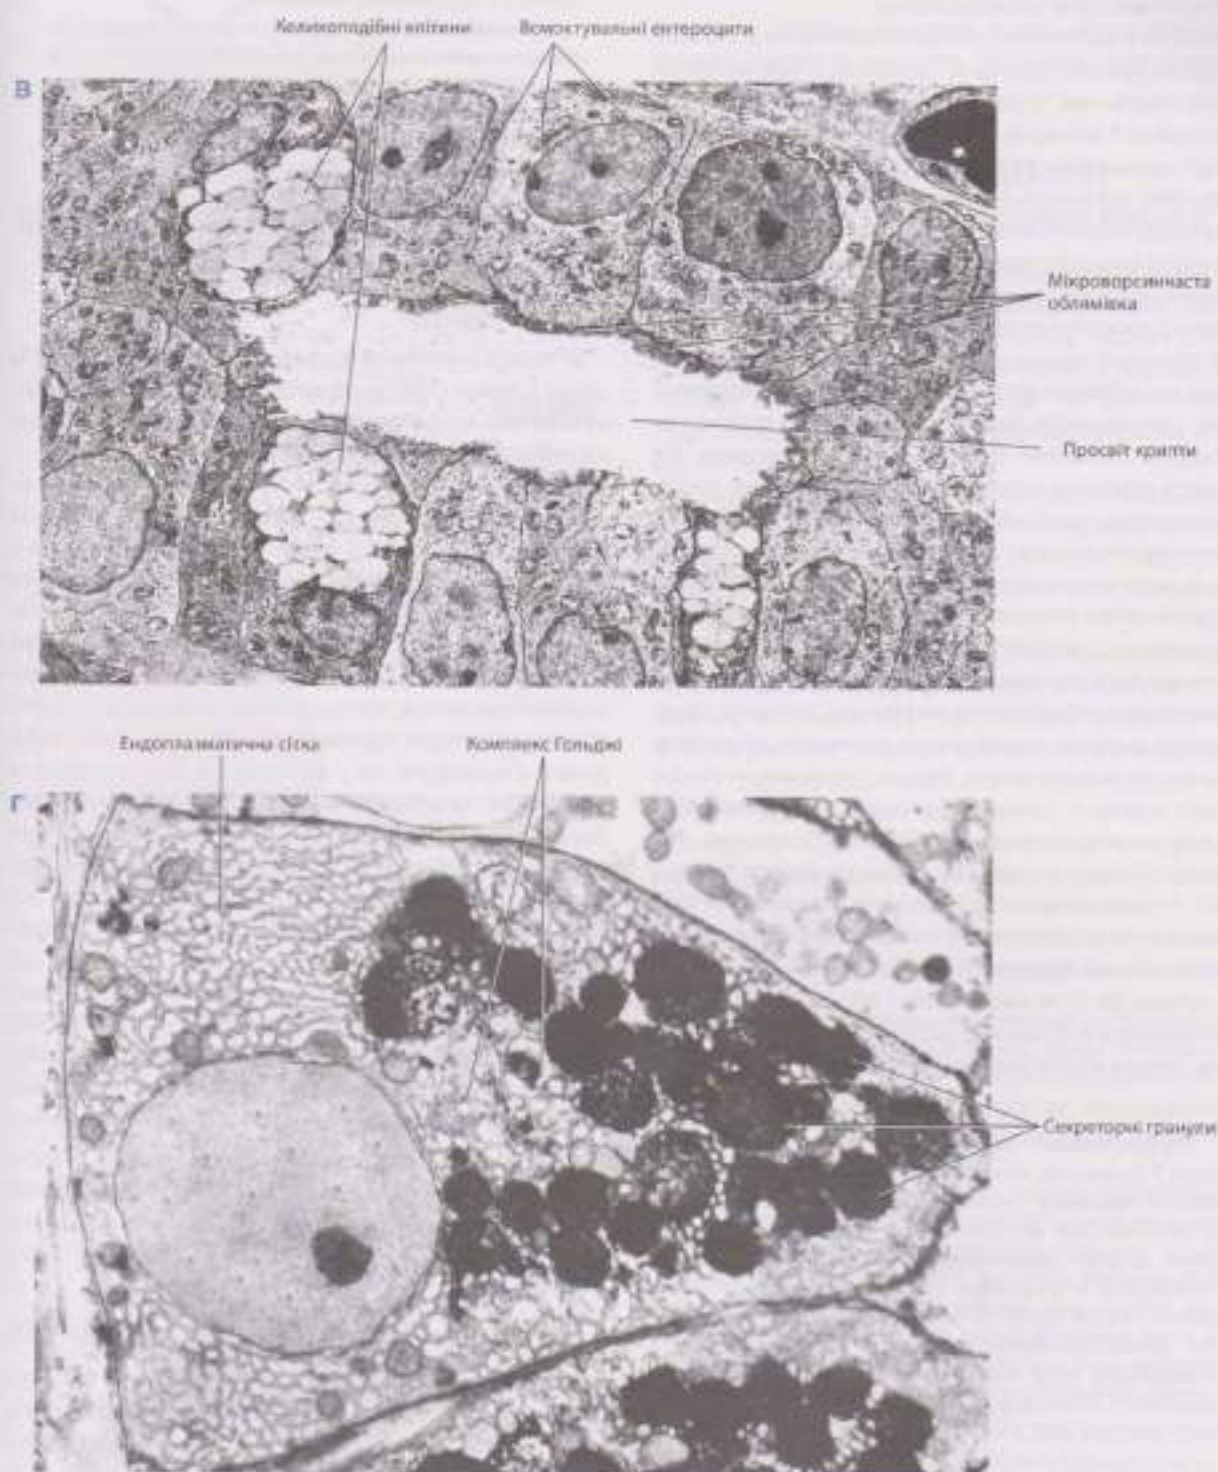 Келихоподібні клітини
Всмоктувальні ентероцити
В
Мікроворсинчаста
облямівка
Просвіт крипти
Ендоплазматична сітка
Комплекс Гольджі
Г
Секреторні гранули